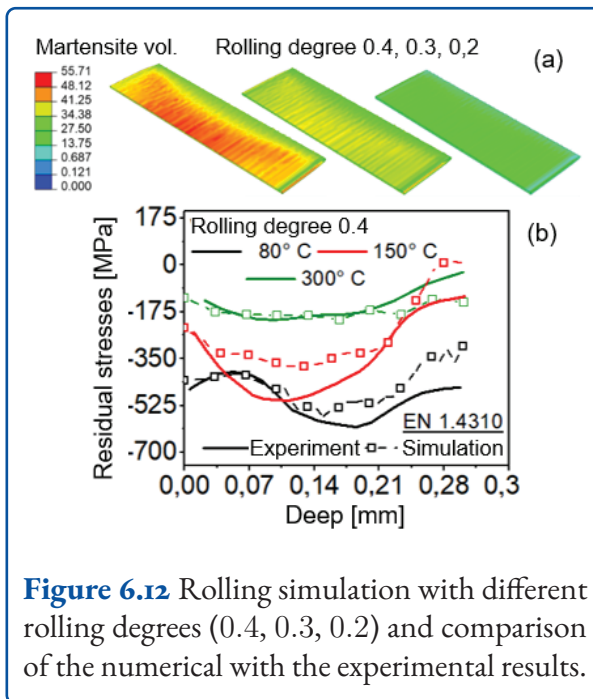 Martensite vol. Rolling degree 0.4, 0.3, 0,2
(a)
55.71
48.12
41.25
34.38
27.50
13.75
0.687
0.121
0.000
(b)
Rolling degree 0.4
80° C 150° C
300° C
Residual stresses [MPa]
175
0
-175
-350
-525
-700
EN 1.4310
Experiment Simulation
0,00 0,07 0,14 0,21 0,28 0,3
Deep [mm]
Figure 6.12 Rolling simulation with different
rolling degrees (0.4, 0.3, 0.2) and comparison
of the numerical with the experimental results.